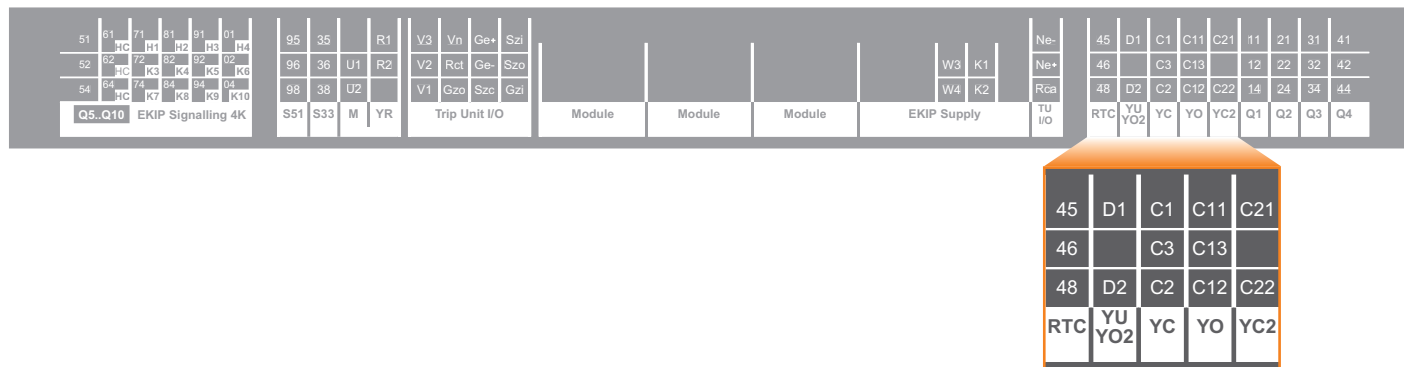 51 61 HC 71 H1 81 H2 91 H3 01 H4 95 35 R1 V3 Vn Ge+ Szi Ne- 45 D1 C1 C11 C21 11 21 31 41
52 62 HC 72 K3 82 K4 92 K5 02 K6 96 36 U1 R2 V2 Rct Ge- Szo W3 K1 Ne+ 46 C3 C13 12 22 32 42
54 64 HC 74 K7 84 K8 94 K9 04 K10 98 38 U2 V1 Gzo Szc Gzi W4 K2 Rca 48 D2 C2 C12 C22 14 24 34 44
Q5..Q10 EKIP Signalling 4K S51 S33 M YR Trip Unit I/O Module Module Module EKIP Supply TU I/O RTC YU YO2 YC YO YC2 Q1 Q2 Q3 Q4
45 D1 C1 C11 C21
46 C3 C13
48 D2 C2 C12 C22
RTC YU YO2 YC YO YC2